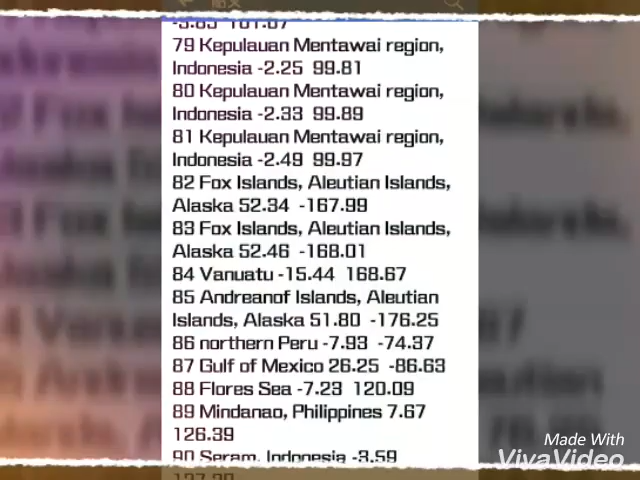 79 Kepulauan Mentawai region,
Indonesia -2.25 99.81
80 Kepulauan Mentawai region,
Indonesia -2.33 99.89
81 Kepulauan Mentawai region,
Indonesia -2.49 99.97
82 Fox Islands, Aleutian Islands,
Alaska 52.34 -167.99
83 Fox Islands, Aleutian Islands,
Alaska 52.46 -168.01
84 Vanuatu -15.44 168.67
85 Andreanof Islands, Aleutian
Islands, Alaska 51.80 -176.25
86 northern Peru -7.93 -74.37
87 Gulf of Mexico 26.25 -86.63
88 Flores Sea -7.23 120.09
89 Mindanao, Philippines 7.67
126.39
90 Seram, Indonesia -3.59
Made With
VivaVideo